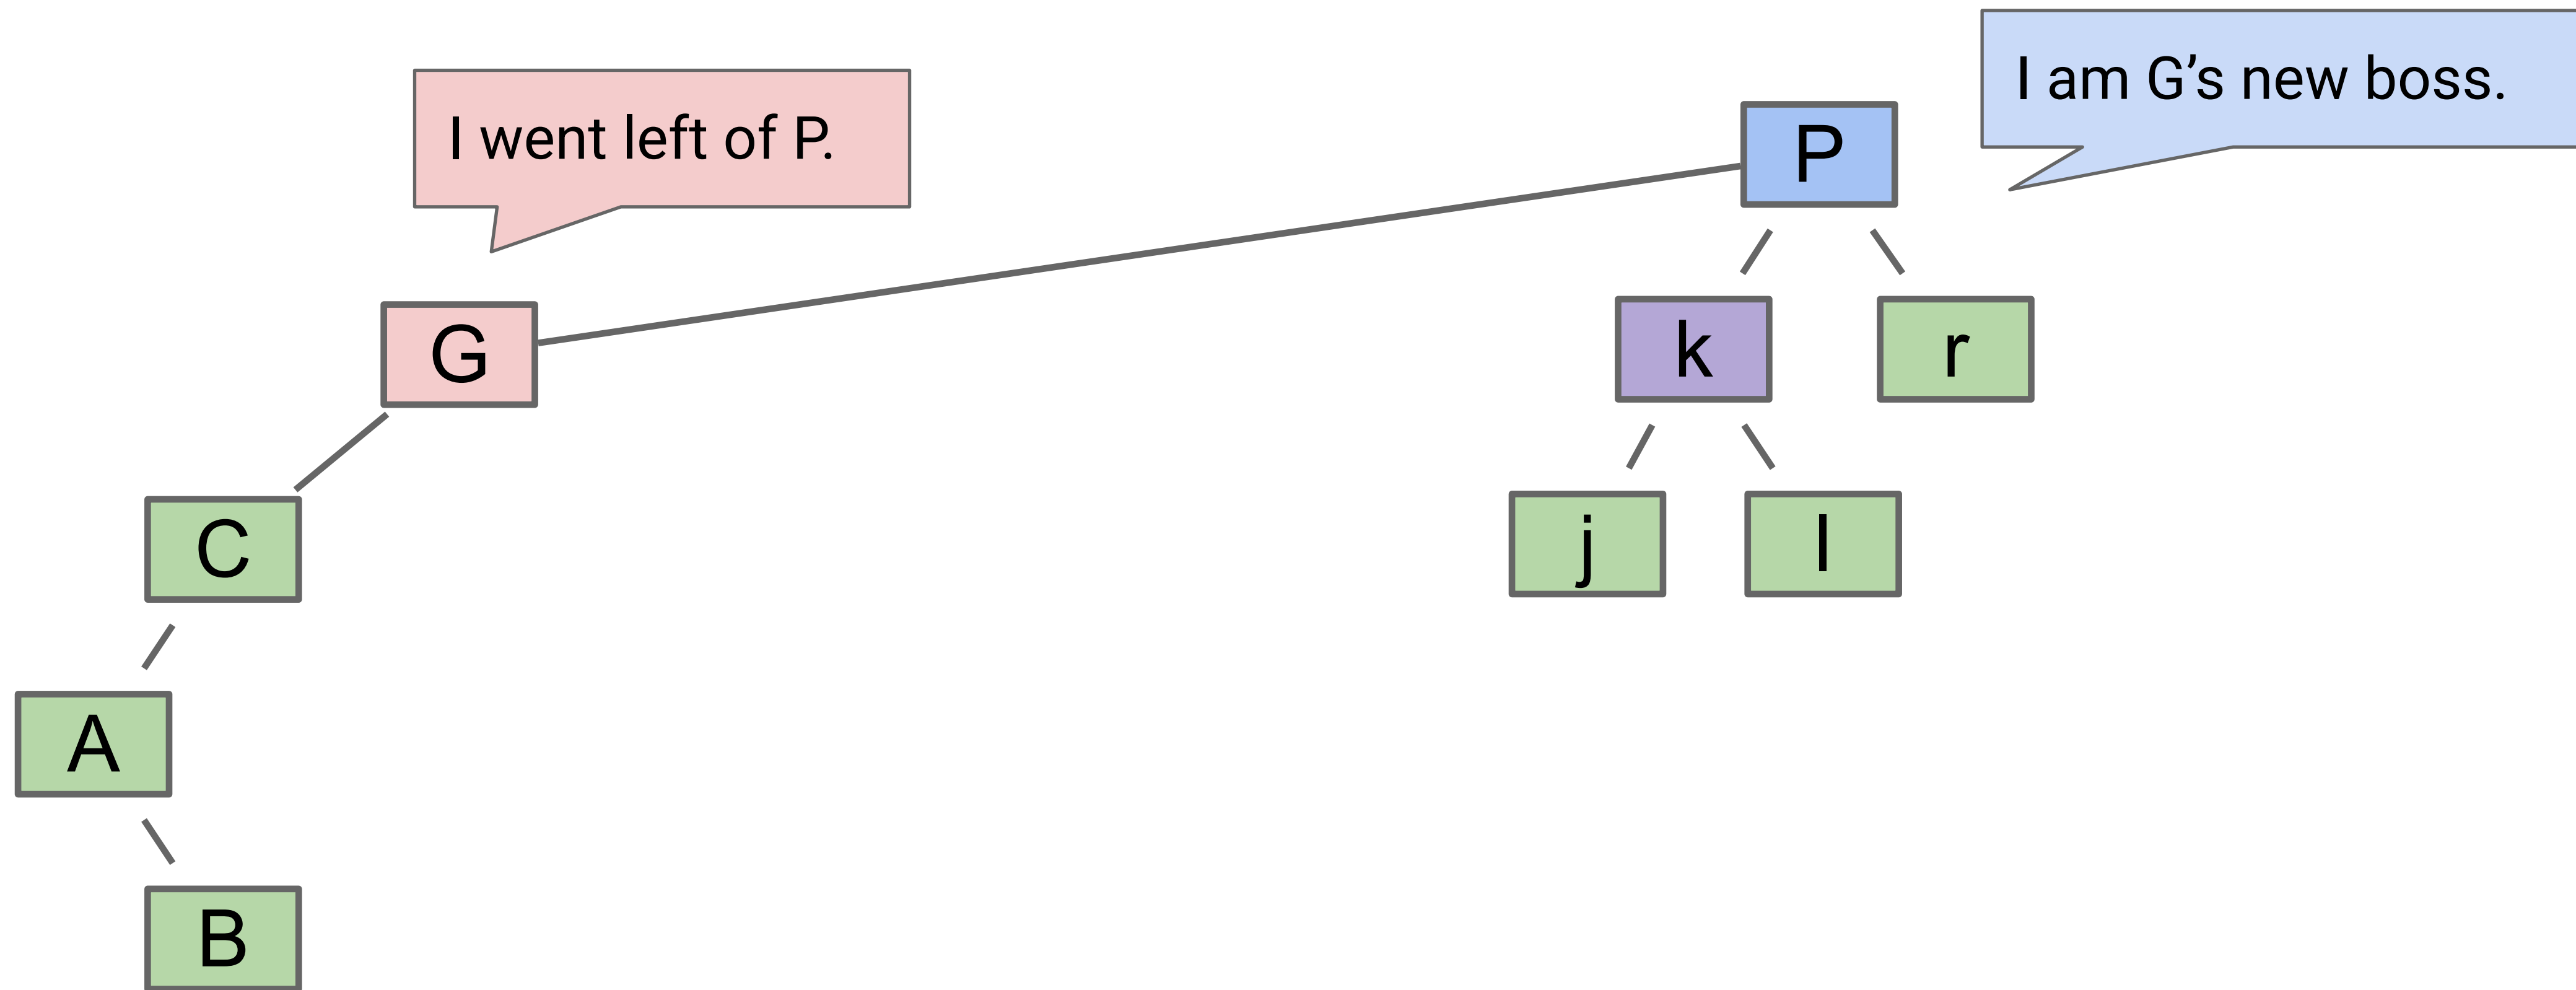 I am G’s new boss.
I went left of P.
P
G
k
r
C
j
l
A
B